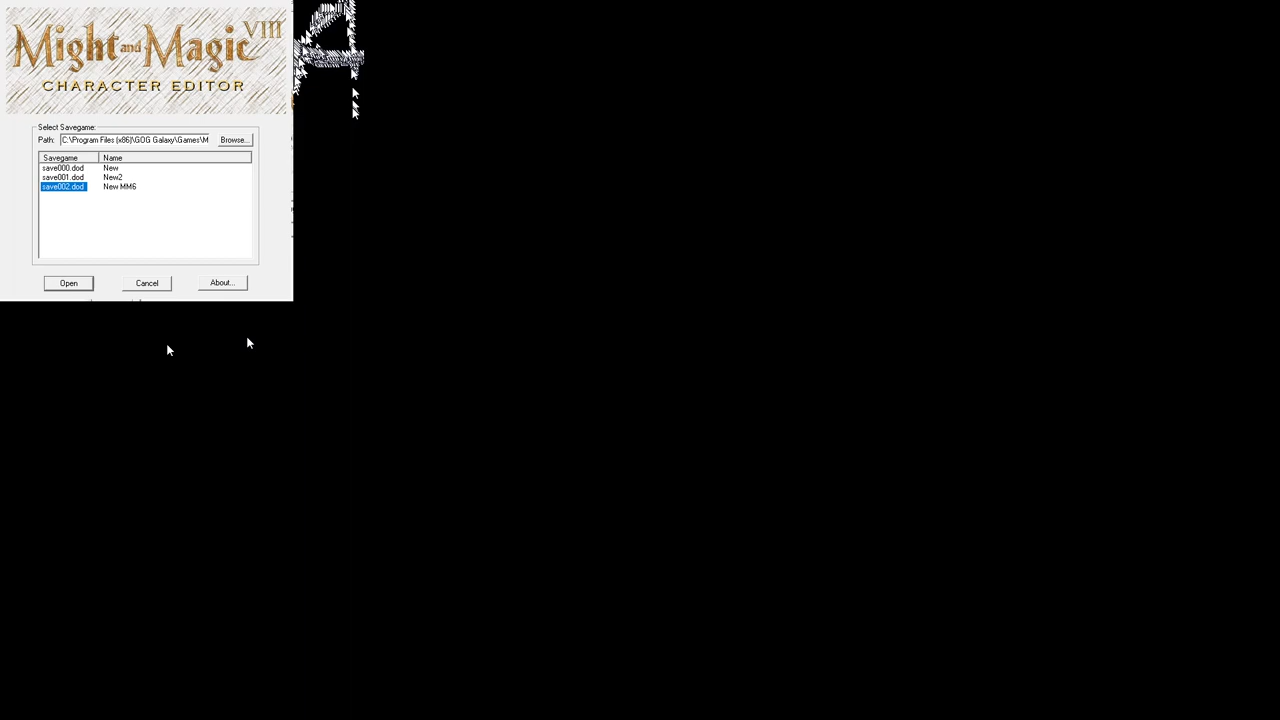 Might and Magic VIII
CHARACTER EDITOR
Select Savegame:
Path: C:\Program Files (x86)\GOG Galaxy\Games\M Browse...
Savegame Name
save000.dod New
save001.dod New2
save002.dod New MM6
Open Cancel About...